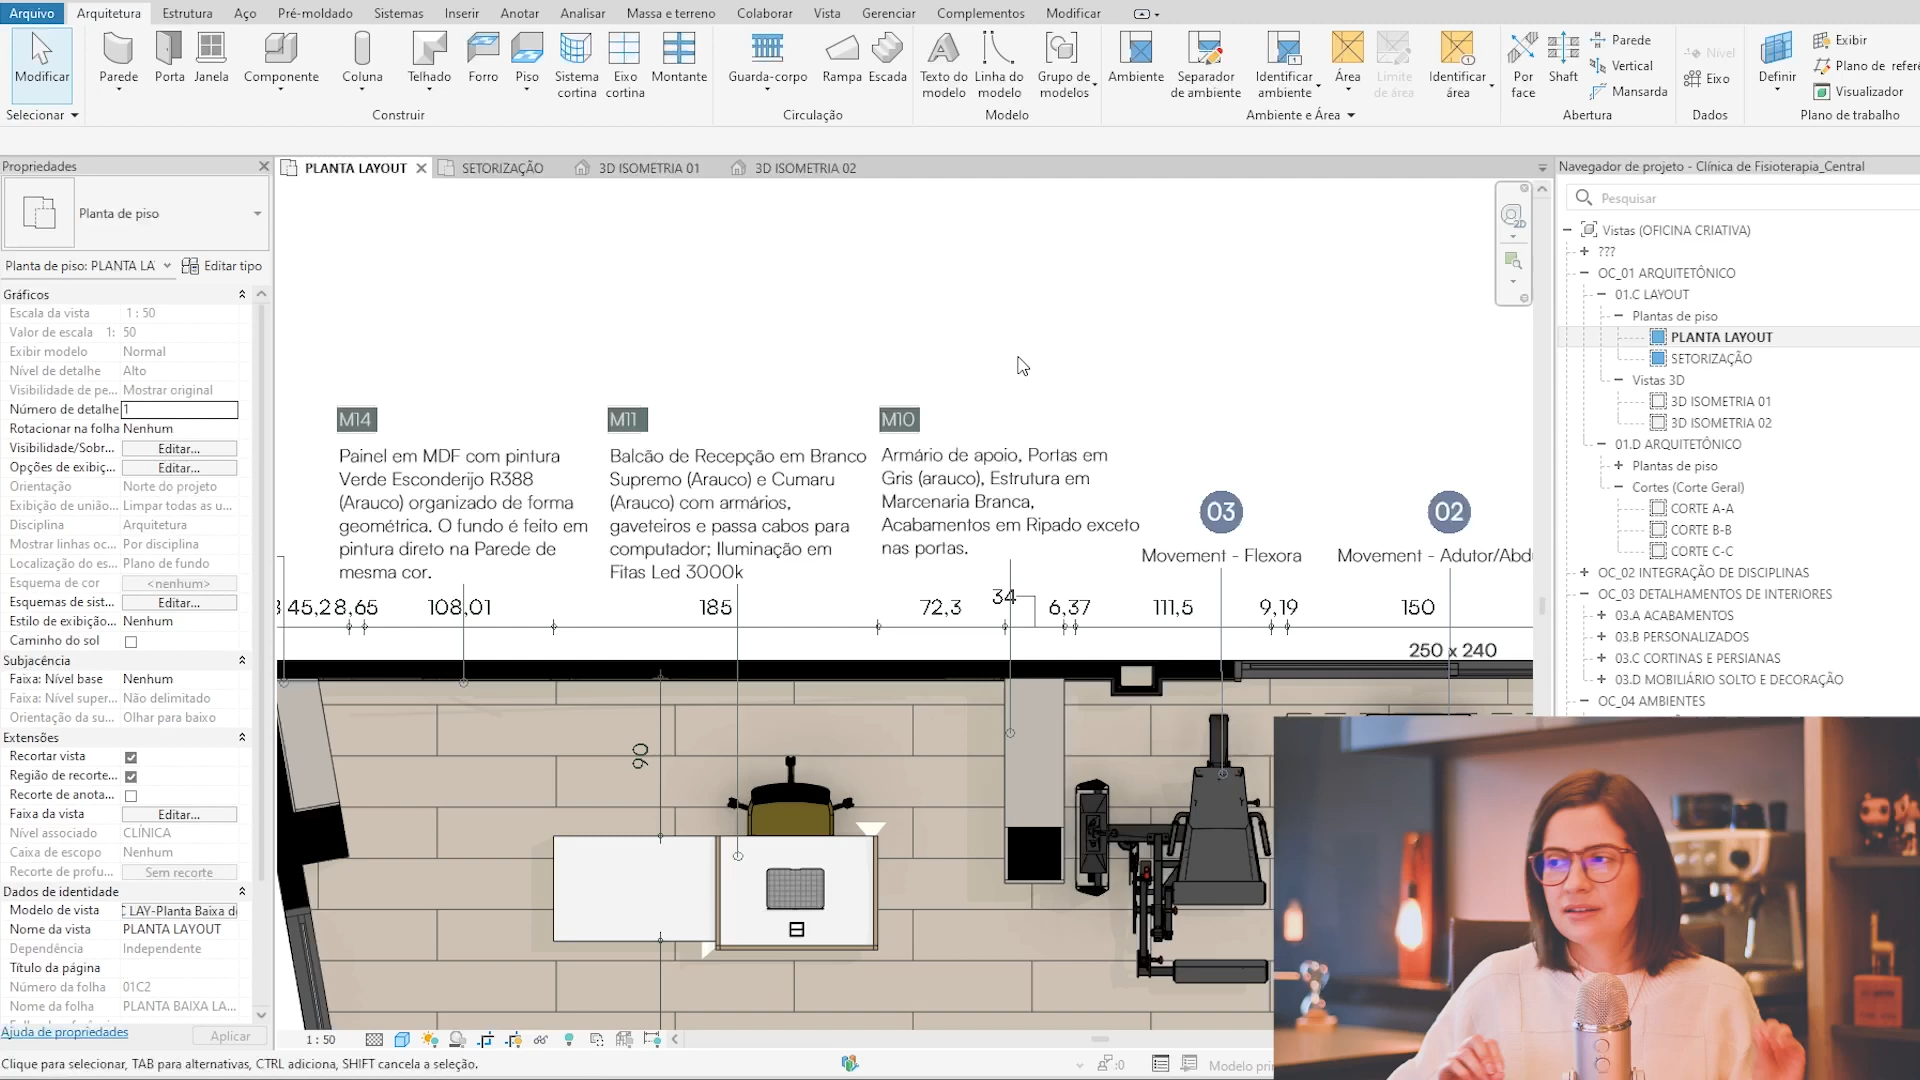 Arquivo Arquitetura Estrutura Aço Pré-moldado Sistemas Inserir Anotar Analisar Massa e terreno Colaborar Vista Gerenciar Complementos Modificar
Modificar Parede Porta Janela Componente Coluna Telhado Forro Piso Sistema cortina Eixo cortina Montante Guarda-corpo Rampa Escada Texto do modelo Linha do modelo Grupo de modelos Ambiente Separador de ambiente Identificar ambiente Área Limite de área Identificar área Por face Shaft Parede Vertical Mansarda Nível Eixo Definir Exibir Plano de Visualizador
Selecionar Construir Circulação Modelo Ambiente e Área Abertura Dados Plano de trabalho
Propriedades
Planta de piso
Planta de piso: PLANTA LA Editar tipo
Gráficos
Escala da vista 1 : 50
Valor de escala 1: 50
Exibir modelo Normal
Nível de detalhe Alto
Visibilidade de pe... Mostrar original
Número de detalhe 1
Rotacionar na folha Nenhum
Visibilidade/Sobr... Editar...
Opções de exibiç... Editar...
Orientação Norte do projeto
Exibição de união... Limpar todas as u...
Disciplina Arquitetura
Mostrar linhas oc... Por disciplina
Localização do es... Plano de fundo
Esquema de cor <nenhum>
Esquemas de sist... Editar...
Estilo de exibição... Nenhum
Caminho do sol
Subjacência
Faixa: Nível base Nenhum
Faixa: Nível super... Não delimitado
Orientação da su... Olhar para baixo
Extensões
Recortar vista
Região de recorte...
Recorte de anota...
Faixa da vista Editar...
Nível associado CLÍNICA
Caixa de escopo Nenhum
Recorte de profu... Sem recorte
Dados de identidade
Modelo de vista LAY-Planta Baixa d
Nome da vista PLANTA LAYOUT
Dependência Independente
Título da página
Número da folha 01C2
Nome da folha PLANTA BAIXA LA...
Ajuda de propriedades Aplicar
PLANTA LAYOUT SETORIZAÇÃO 3D ISOMETRIA 01 3D ISOMETRIA 02
2D
M14
Painel em MDF com pintura
Verde Esconderijo R388
(Arauco) organizado de forma
geométrica. O fundo é feito em
pintura direto na Parede de
mesma cor.
M11
Balcão de Recepção em Branco
Supremo (Arauco) e Cumaru
(Arauco) com armários,
gaveteiros e passa cabos para
computador; Iluminação em
Fitas Led 3000k
M10
Armário de apoio, Portas em
Gris (arauco), Estrutura em
Marcenaria Branca,
Acabamentos em Ripado exceto
nas portas.
03
Movement - Flexora
02
Movement - Adutor/Abd
45,2 8,65 108,01 185 72,3 34 6,37 111,5 9,19 150
250 x 240
90
Navegador de projeto - Clínica de Fisioterapia_Central
Pesquisar
Vistas (OFICINA CRIATIVA)
???
OC_01 ARQUITETÔNICO
01.C LAYOUT
Plantas de piso
PLANTA LAYOUT
SETORIZAÇÃO
Vistas 3D
3D ISOMETRIA 01
3D ISOMETRIA 02
01.D ARQUITETÔNICO
Plantas de piso
Cortes (Corte Geral)
CORTE A-A
CORTE B-B
CORTE C-C
OC_02 INTEGRAÇÃO DE DISCIPLINAS
OC_03 DETALHAMENTOS DE INTERIORES
03.A ACABAMENTOS
03.B PERSONALIZADOS
03.C CORTINAS E PERSIANAS
03.D MOBILIÁRIO SOLTO E DECORAÇÃO
OC_04 AMBIENTES
1 : 50
Clique para selecionar, TAB para alternativas, CTRL adiciona, SHIFT cancela a seleção.
:0 Modelo pri